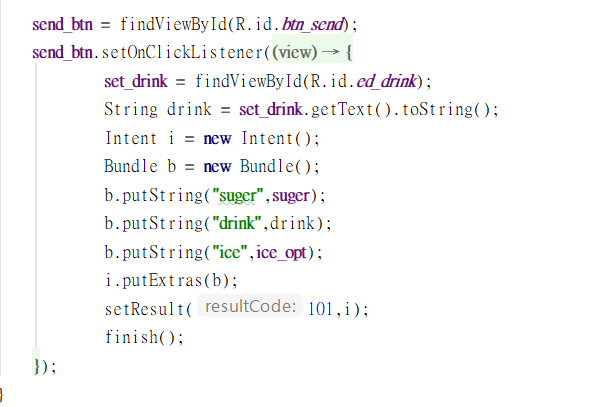 send_btn = findViewById(R.id.btn_send);
send_btn.setOnClickListener((view) → {
set_drink = findViewById(R.id.ed_drink);
String drink = set_drink.getText().toString();
Intent i = new Intent();
Bundle b = new Bundle();
b.putString("suger",suger);
b.putString("drink",drink);
b.putString("ice",ice_opt);
i.putExtras(b);
setResult( resultCode: 101,i);
finish();
});
}